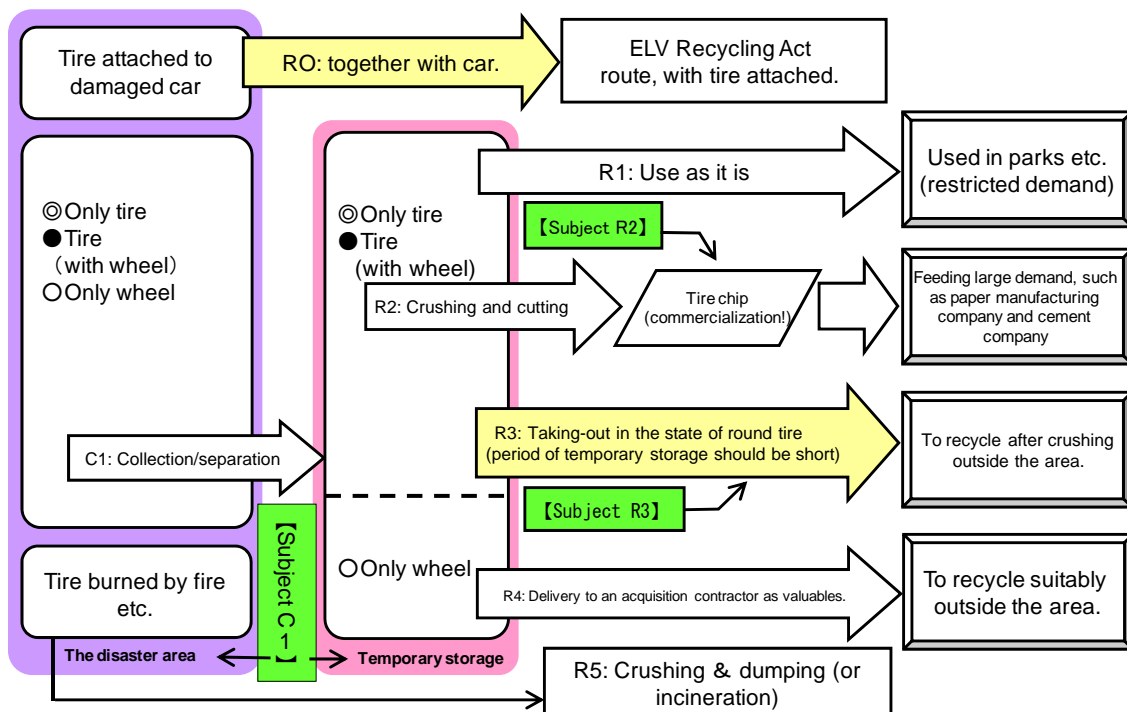 Tire attached to
damaged car
RO: together with car.
ELV Recycling Act
route, with tire attached.
◎Only tire
●Tire
(with wheel）
○Only wheel
◎Only tire
●Tire
(with wheel)
R1: Use as it is
Used in parks etc.
(restricted demand)
【Subject R2】
R2: Crushing and cutting
Tire chip
(commercialization!)
Feeding large demand, such
as paper manufacturing
company and cement
company
C1: Collection/separation
R3: Taking-out in the state of round tire
(period of temporary storage should be short)
【Subject R3】
To recycle after crushing
outside the area.
【Subject C 1】
○Only wheel
R4: Delivery to an acquisition contractor as valuables.
To recycle suitably
outside the area.
Tire burned by fire
etc.
The disaster area
Temporary storage
R5: Crushing & dumping (or
incineration)